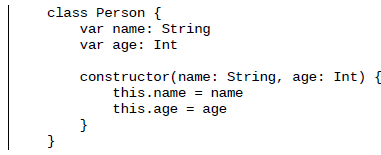 class Person {
    var name: String
    var age: Int

    constructor(name: String, age: Int) {
        this.name = name
        this.age = age
    }
}